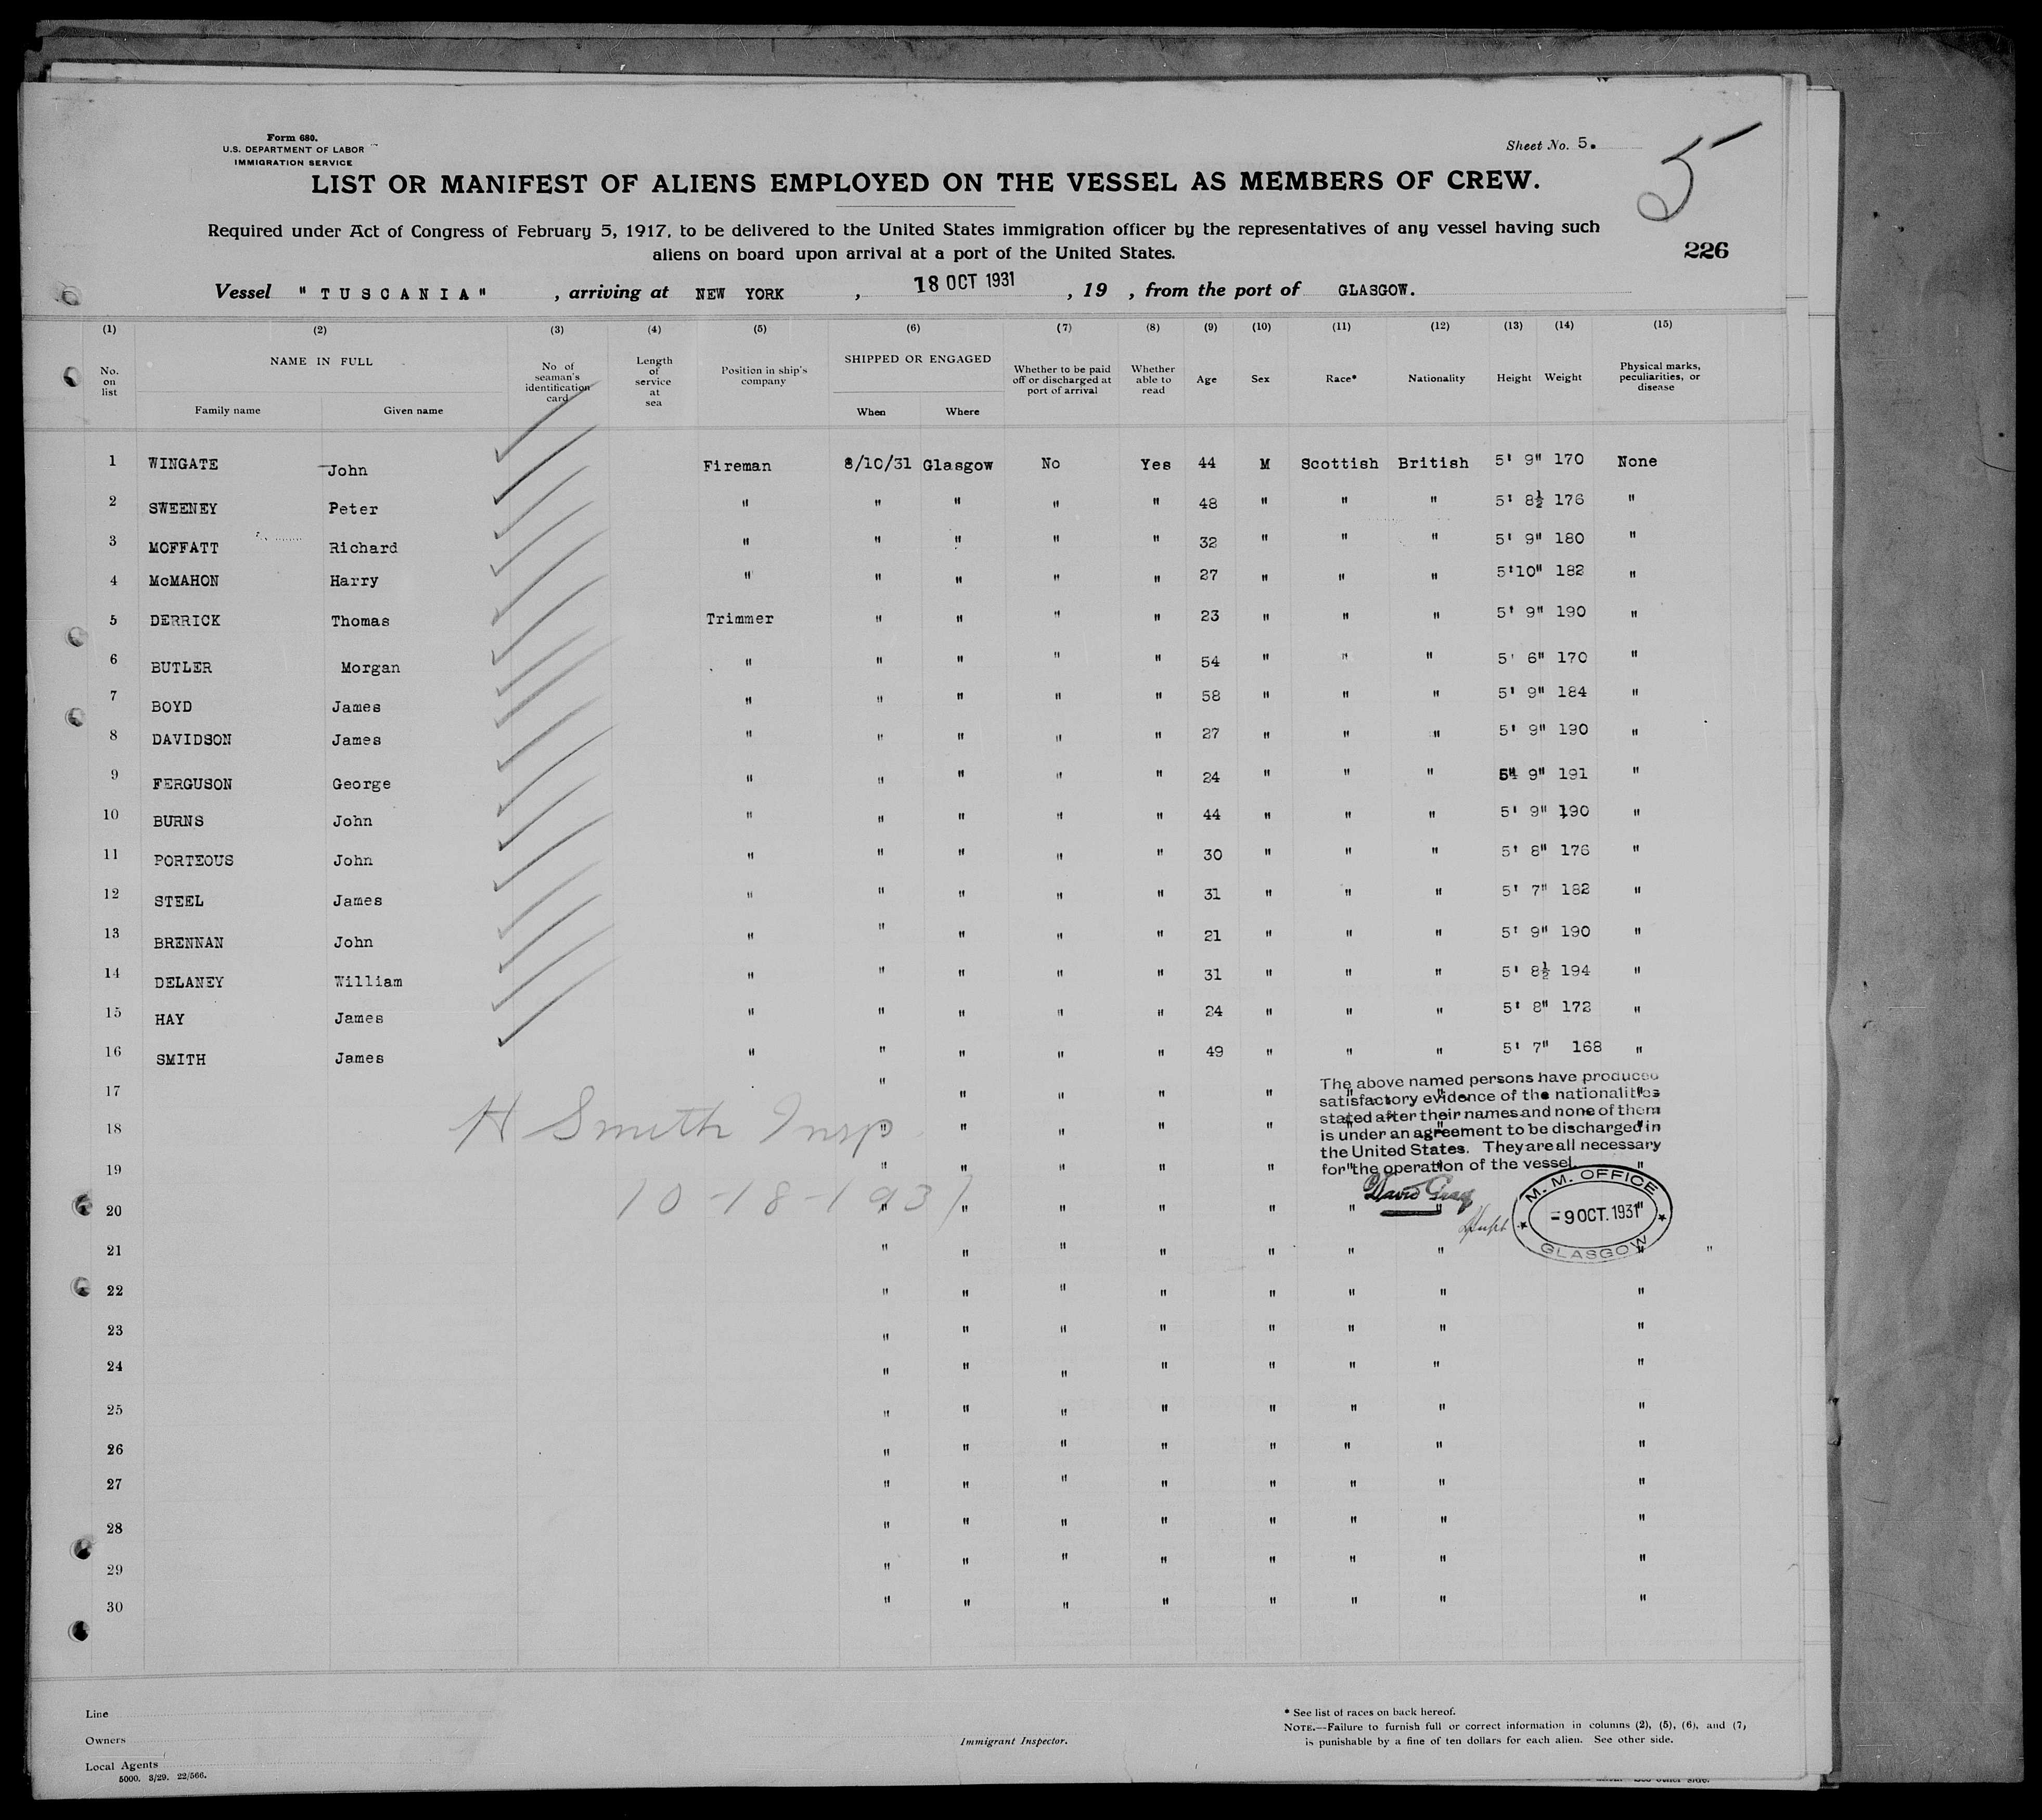 Form 680.
U.S. DEPARTMENT OF LABOR
IMMIGRATION SERVICE
Sheet No. 5.
5
LIST OR MANIFEST OF ALIENS EMPLOYED ON THE VESSEL AS MEMBERS OF CREW.
Required under Act of Congress of February 5, 1917, to be delivered to the United States immigration officer by the representatives of any vessel having such
aliens on board upon arrival at a port of the United States.
226
Vessel "TUSCANIA" , arriving at NEW YORK , 18 OCT 1931 , 19 , from the port of GLASGOW.
(1) (2) (3) (4) (5) (6) (7) (8) (9) (10) (11) (12) (13) (14) (15)
No. on list NAME IN FULL Family name Given name No of seaman's identification card Length of service at sea Position in ship's company SHIPPED OR ENGAGED When Where Whether to be paid off or discharged at port of arrival Whether able to read Age Sex Race* Nationality Height Weight Physical marks, peculiarities, or disease
1 WINGATE John Fireman 8/10/31 Glasgow No Yes 44 M Scottish British 5' 9" 170 None
2 SWEENEY Peter " " " " " 48 " " " 5' 8½ 176 "
3 MOFFATT Richard " " " " " 32 " " " 5' 9" 180 "
4 McMAHON Harry " " " " " 27 " " " 5'10" 182 "
5 DERRICK Thomas Trimmer " " " " 23 " " " 5' 9" 190 "
6 BUTLER Morgan " " " " " 54 " " " 5' 6" 170 "
7 BOYD James " " " " " 58 " " " 5' 9" 184 "
8 DAVIDSON James " " " " " 27 " " " 5' 9" 190 "
9 FERGUSON George " " " " " 24 " " " 5" 9" 191 "
10 BURNS John " " " " " 44 " " " 5' 9" 190 "
11 PORTEOUS John " " " " " 30 " " " 5' 8" 176 "
12 STEEL James " " " " " 31 " " " 5' 7" 182 "
13 BRENNAN John " " " " " 21 " " " 5' 9" 190 "
14 DELANEY William " " " " " 31 " " " 5' 8½ 194 "
15 HAY James " " " " " 24 " " " 5' 8" 172 "
16 SMITH James " " " " " 49 " " " 5' 7" 168 "
17 " " " " " " " "
18 " " " " " " " "
19 " " " " " " " "
20 " " " " " " " "
21 " " " " " " " " "
22 " " " " " " " "
23 " " " " " " " "
24 " " " " " " " "
25 " " " " " " " "
26 " " " " " " " "
27 " " " " " " " "
28 " " " " " " " "
29 " " " " " " " "
30 " " " " " " " "
The above named persons have produced
satisfactory evidence of the nationalities
stated after their names and none of them
is under an agreement to be discharged in
the United States. They are all necessary
for the operation of the vessel.
David Gray
Supt
M. M. OFFICE
-9 OCT. 1931
GLASGOW
H Smith Insp
10-18-1931
Line
Owners
Local Agents
5000. 3/29. 22/566.
Immigrant Inspector.
* See list of races on back hereof.
NOTE.—Failure to furnish full or correct information in columns (2), (5), (6), and (7)
is punishable by a fine of ten dollars for each alien. See other side.
See other side.